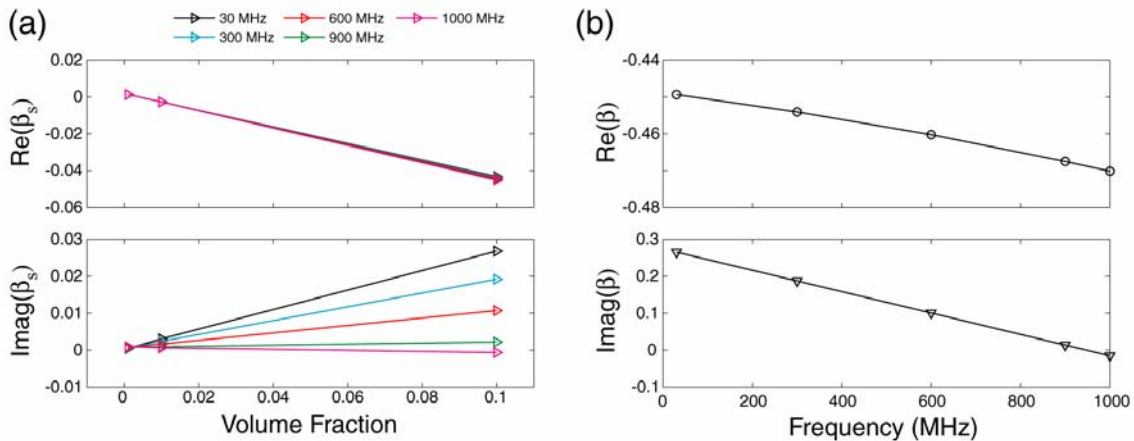 (a)
30 MHz 600 MHz 1000 MHz
300 MHz 900 MHz
0.02
0
-0.02
-0.04
-0.06
Re(βs)
0.03
0.02
0.01
0
-0.01
Imag(βs)
0 0.02 0.04 0.06 0.08 0.1
Volume Fraction
(b)
-0.44
-0.46
-0.48
Re(β)
0.3
0.2
0.1
0
-0.1
Imag(β)
0 200 400 600 800 1000
Frequency (MHz)